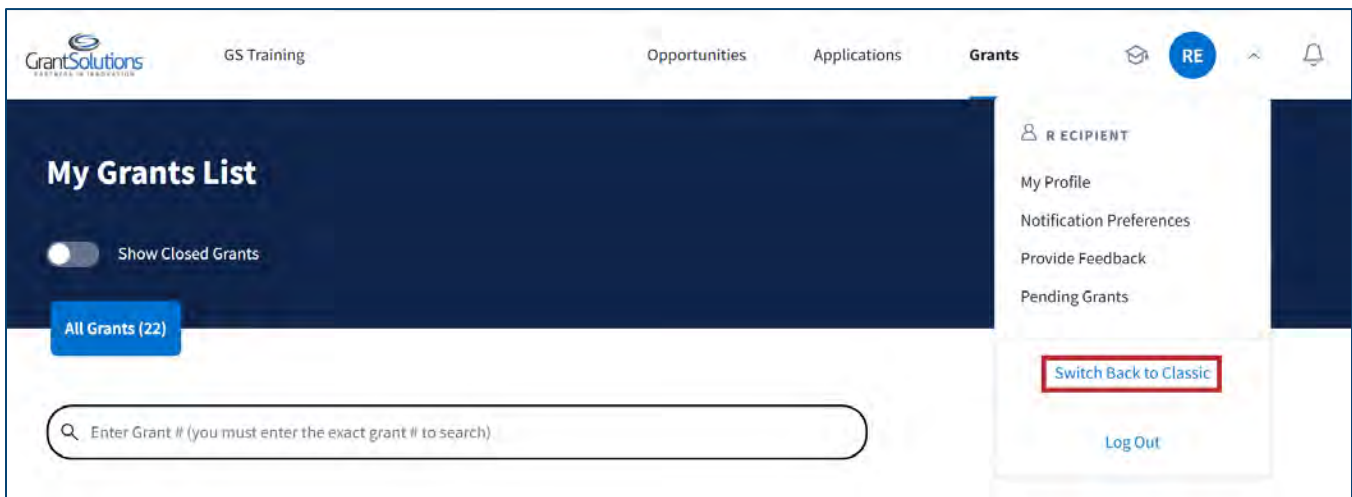 GrantSolutions
PARTNERS IN INNOVATION
GS Training
Opportunities
Applications
Grants
RE
R ECIPIENT
My Profile
Notification Preferences
Provide Feedback
Pending Grants
Switch Back to Classic
Log Out
My Grants List
Show Closed Grants
All Grants (22)
Enter Grant # (you must enter the exact grant # to search)